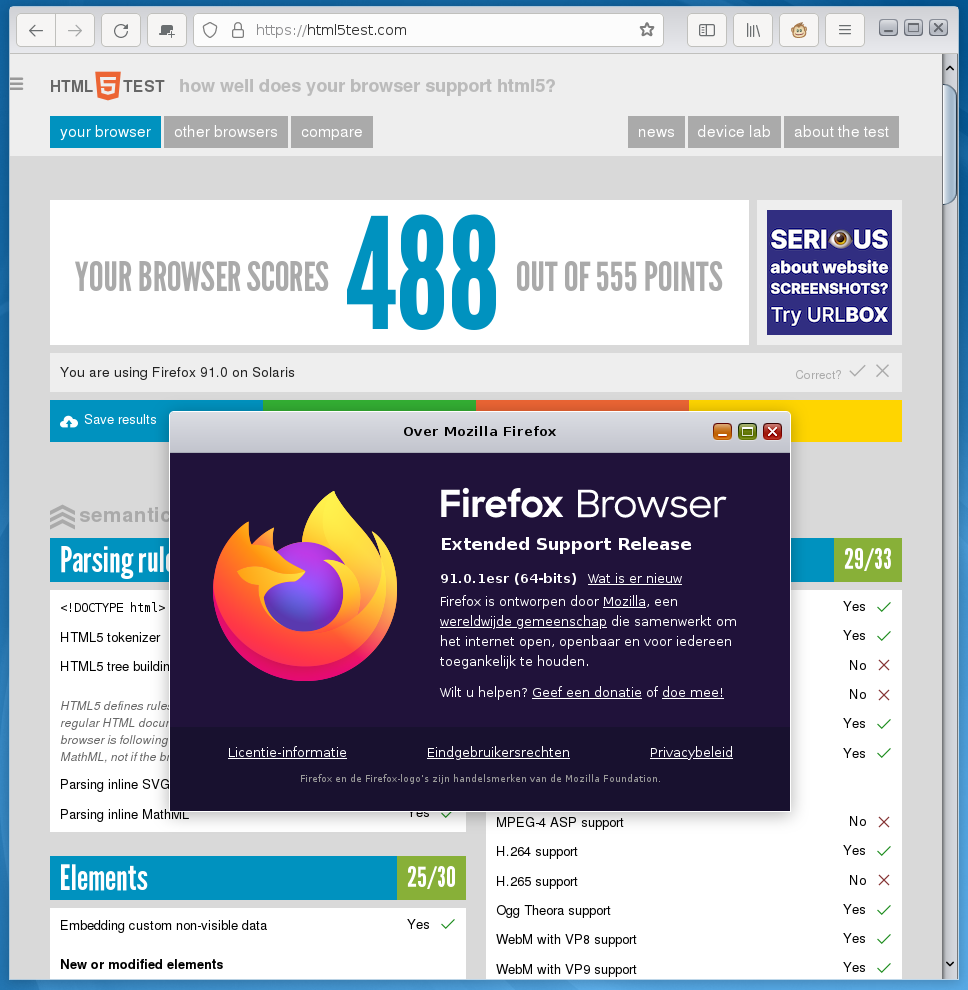 https://html5test.com
HTML 5 TEST how well does your browser support html5?
your browser other browsers compare news device lab about the test
YOUR BROWSER SCORES 488 OUT OF 555 POINTS
SERIOUS
about website
SCREENSHOTS?
Try URLBOX
You are using Firefox 91.0 on Solaris
Correct?
Save results
Over Mozilla Firefox
Firefox Browser
Extended Support Release
91.0.1esr (64-bits) Wat is er nieuw
Firefox is ontworpen door Mozilla, een
wereldwijde gemeenschap die samenwerkt om
het internet open, openbaar en voor iedereen
toegankelijk te houden.
Wilt u helpen? Geef een donatie of doe mee!
Licentie-informatie Eindgebruikersrechten Privacybeleid
Firefox en de Firefox-logo's zijn handelsmerken van de Mozilla Foundation.
semantic
Parsing rule
<!DOCTYPE html>
HTML5 tokenizer
HTML5 tree buildin
HTML5 defines rules
regular HTML docu
browser is following
MathML, not if the br
Parsing inline SVG
Parsing inline MathML Yes
Elements 25/30
Embedding custom non-visible data Yes
New or modified elements
29/33
Yes
Yes
No
No
Yes
Yes
MPEG-4 ASP support No
H.264 support Yes
H.265 support No
Ogg Theora support Yes
WebM with VP8 support Yes
WebM with VP9 support Yes